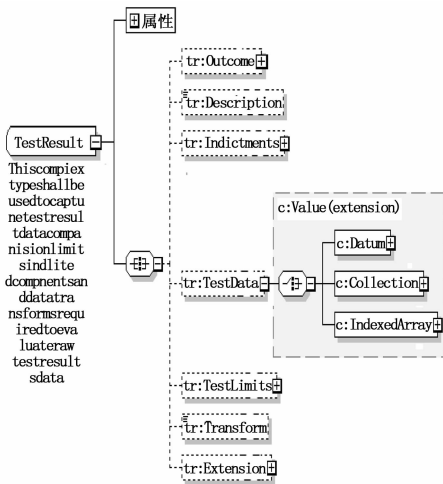 属性
tr:Outcome
tr:Description
tr:Indictments
TestResult
Thiscompiex
typeshallbe
usedtocaptu
netestresul
tdatacompa
nisionlimit
sindlite
dcompnentsan
ddatatra
nsformsrequ
iredtoeva
luateraw
testresult
sdata
c:Value(extension)
c:Datum
tr:TestData
c:Collection
c:IndexedArray
tr:TestLimits
tr:Transform
tr:Extension